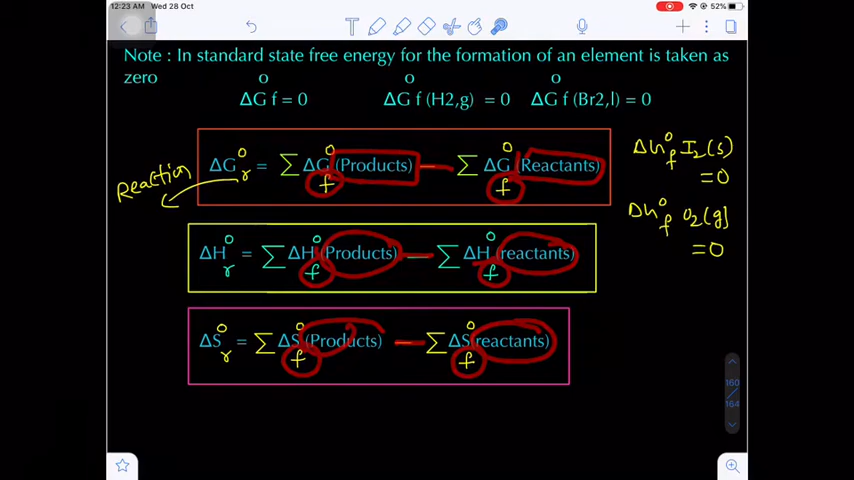 12:23 AM Wed 28 Oct
52%
Note : In standard state free energy for the formation of an element is taken as
zero
o o o
ΔG f = 0 ΔG f (H2,g) = 0 ΔG f (Br2,l) = 0
Reaction
ΔG°r = ∑ ΔG°f (Products) — ∑ ΔG°f (Reactants)
ΔH°f I2(s)
=0
ΔH°f O2(g)
=0
ΔH°r = ∑ ΔH°f (Products) — ∑ ΔH°f (reactants)
ΔS°r = ∑ ΔS°f (Products) — ∑ ΔS°f (reactants)
160
164